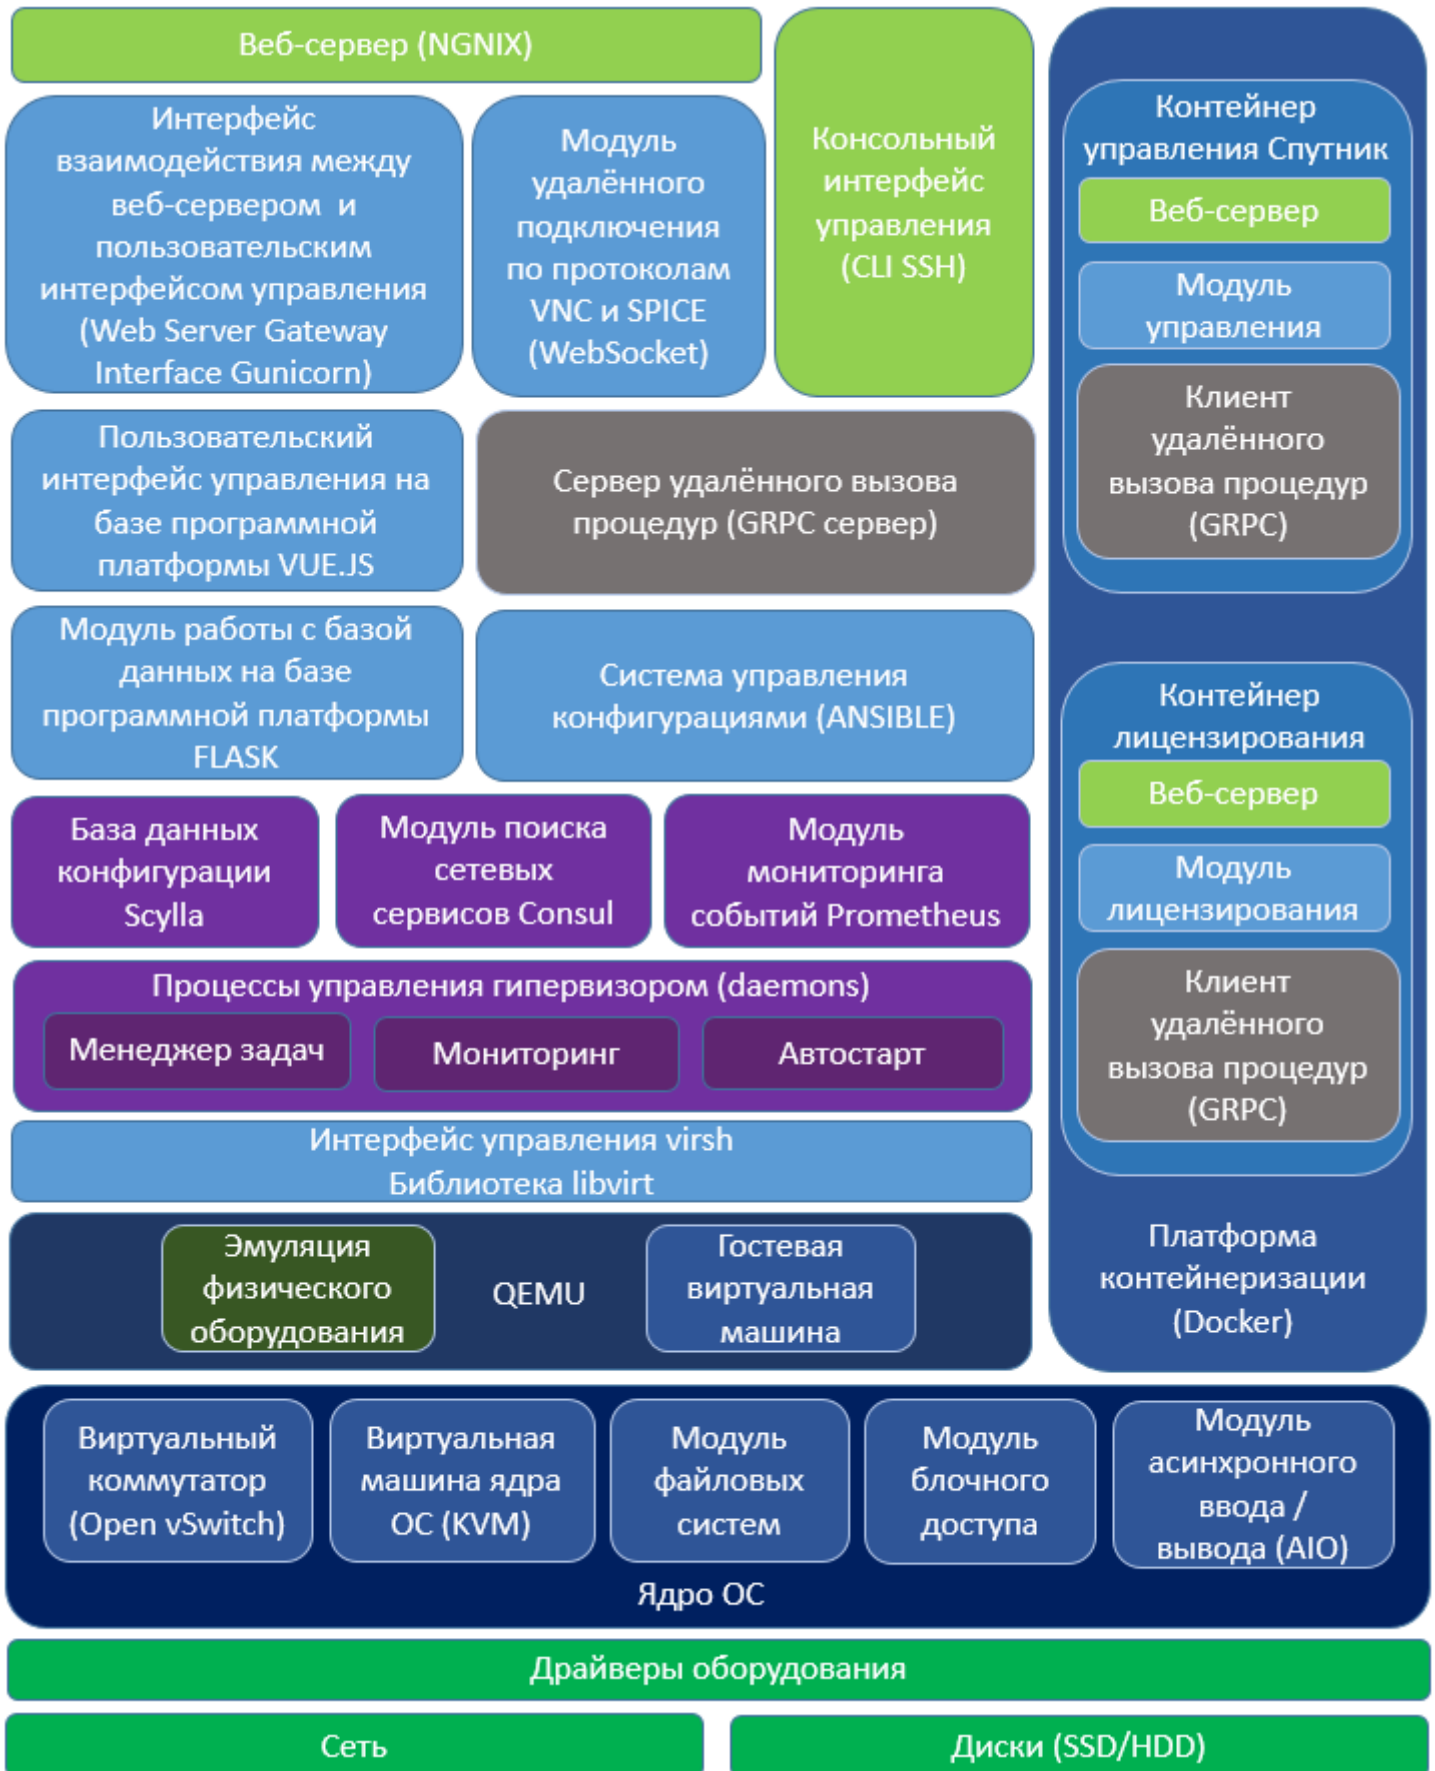 Веб-сервер (NGNIX)
Интерфейс
взаимодействия между
веб-сервером и
пользовательским
интерфейсом управления
(Web Server Gateway
Interface Gunicorn)
Модуль
удалённого
подключения
по протоколам
VNC и SPICE
(WebSocket)
Консольный
интерфейс
управления
(CLI SSH)
Пользовательский
интерфейс управления на
базе программной
платформы VUE.JS
Сервер удалённого вызова
процедур (GRPC сервер)
Модуль работы с базой
данных на базе
программной платформы
FLASK
Система управления
конфигурациями (ANSIBLE)
База данных
конфигурации
Scylla
Модуль поиска
сетевых
сервисов Consul
Модуль
мониторинга
событий Prometheus
Процессы управления гипервизором (daemons)
Менеджер задач
Мониторинг
Автостарт
Интерфейс управления virsh
Библиотека libvirt
Эмуляция
физического
оборудования
QEMU
Гостевая
виртуальная
машина
Контейнер
управления Спутник
Веб-сервер
Модуль
управления
Клиент
удалённого
вызова процедур
(GRPC)
Контейнер
лицензирования
Веб-сервер
Модуль
лицензирования
Клиент
удалённого
вызова процедур
(GRPC)
Платформа
контейнеризации
(Docker)
Виртуальный
коммутатор
(Open vSwitch)
Виртуальная
машина ядра
ОС (KVM)
Модуль
файловых
систем
Модуль
блочного
доступа
Модуль
асинхронного
ввода /
вывода (AIO)
Ядро ОС
Драйверы оборудования
Сеть
Диски (SSD/HDD)